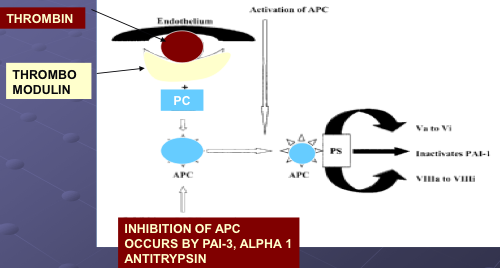 THROMBIN
Endothelium
Activation of APC
THROMBO
MODULIN
+
PC
APC
APC
PS
Va to Vi
Inactivates PAI-1
VIIIa to VIIIi
INHIBITION OF APC
OCCURS BY PAI-3, ALPHA 1
ANTITRYPSIN